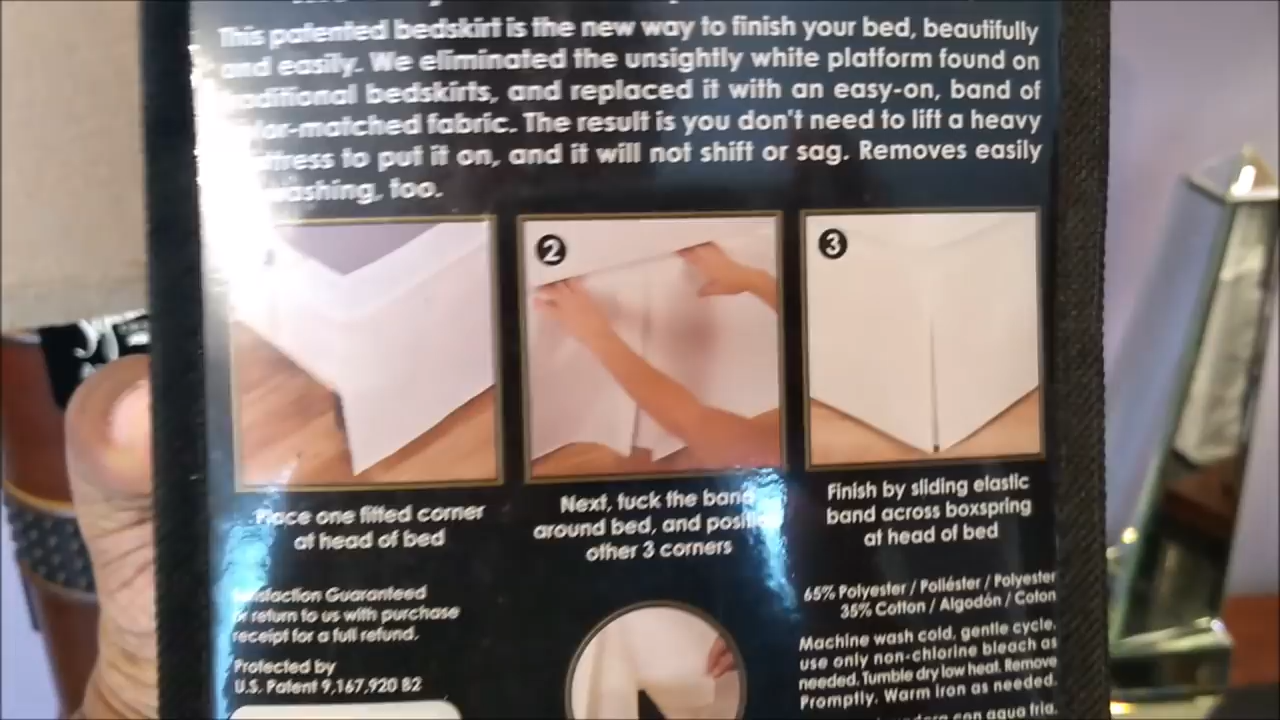 This patented bedskirt is the new way to finish your bed, beautifully
and easily. We eliminated the unsightly white platform found on
bedskirts, and replaced it with an easy-on, band of
fabric. The result is you don't need to lift a heavy
to put it on, and it will not shift or sag. Removes easily
too.
2
3
Place one fitted corner
at head of bed
Next, tuck the band
around bed, and
other 3 corners
Finish by sliding elastic
band across boxspring
at head of bed
Guaranteed
or return to us with purchase
receipt for a full refund.
Protected by
U.S. Patent 9,167,920 B2
65% Polyester / Poliéster / Polyester
35% Cotton / Algodón / Coton
Machine wash cold, gentle cycle,
use only non-chlorine bleach as
needed. Tumble dry low heat. Remove
Promptly. Warm iron as needed.
con agua fria.